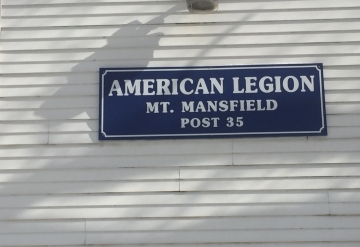 AMERICAN LEGION
MT. MANSFIELD
POST 35